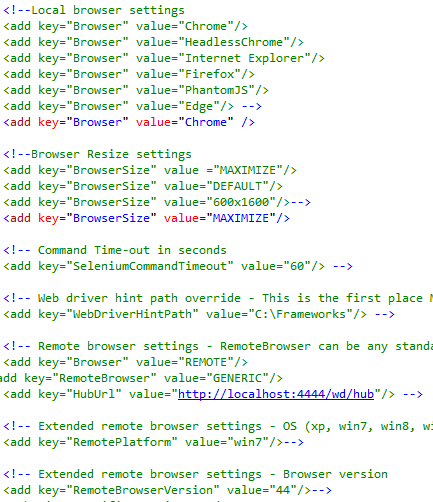 <!--Local browser settings
<add key="Browser" value="Chrome"/>
<add key="Browser" value="HeadlessChrome"/>
<add key="Browser" value="Internet Explorer"/>
<add key="Browser" value="Firefox"/>
<add key="Browser" value="PhantomJS"/>
<add key="Browser" value="Edge"/> -->
<add key="Browser" value="Chrome" />
<!--Browser Resize settings
<add key="BrowserSize" value ="MAXIMIZE"/>
<add key="BrowserSize" value="DEFAULT"/>
<add key="BrowserSize" value="600x1600"/>-->
<add key="BrowserSize" value="MAXIMIZE"/>
<!-- Command Time-out in seconds
<add key="SeleniumCommandTimeout" value="60"/> -->
<!-- Web driver hint path override - This is the first place
<add key="WebDriverHintPath" value="C:\Frameworks"/> -->
<!-- Remote browser settings - RemoteBrowser can be any standa
<add key="Browser" value="REMOTE"/>
add key="RemoteBrowser" value="GENERIC"/>
<add key="HubUrl" value="http://localhost:4444/wd/hub"/> -->
<!-- Extended remote browser settings - OS (xp, win7, win8, wi
<add key="RemotePlatform" value="win7"/>-->
<!-- Extended remote browser settings - Browser version
<add key="RemoteBrowserVersion" value="44"/>-->